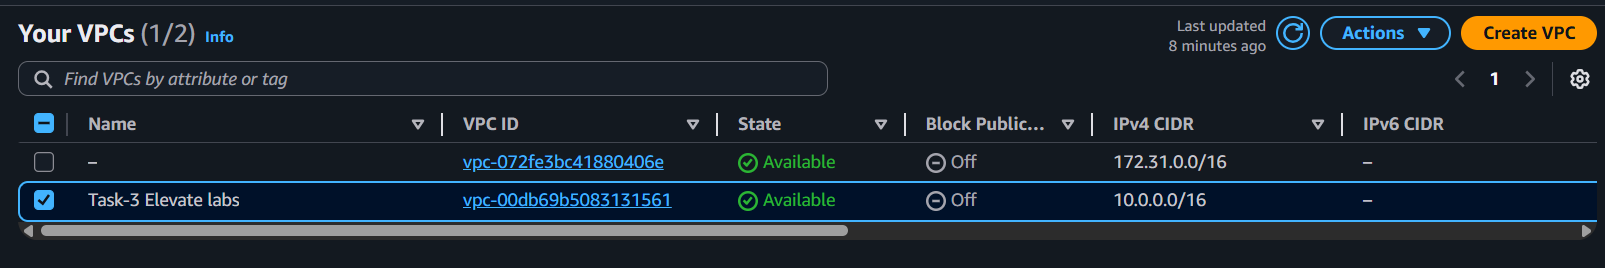 Your VPCs (1/2) Info
Last updated
8 minutes ago
Actions
Create VPC
Find VPCs by attribute or tag
1
Name VPC ID State Block Public... IPv4 CIDR IPv6 CIDR
– vpc-072fe3bc41880406e Available Off 172.31.0.0/16 –
Task-3 Elevate labs vpc-00db69b5083131561 Available Off 10.0.0.0/16 –